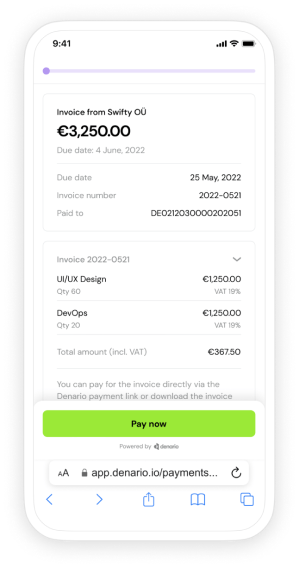 9:41
Invoice from Swifty OÜ
€3,250.00
Due date: 4 June, 2022
Due date 25 May, 2022
Invoice number 2022-0521
Paid to DE0212030000202051
Invoice 2022-0521
UI/UX Design €1,250.00
Qty 60 VAT 19%
DevOps €1,250.00
Qty 20 VAT 19%
Total amount (incl. VAT) €367.50
You can pay for the invoice directly via the
Denario payment link or download the invoice
Pay now
Powered by denario
AA app.denario.io/payments...